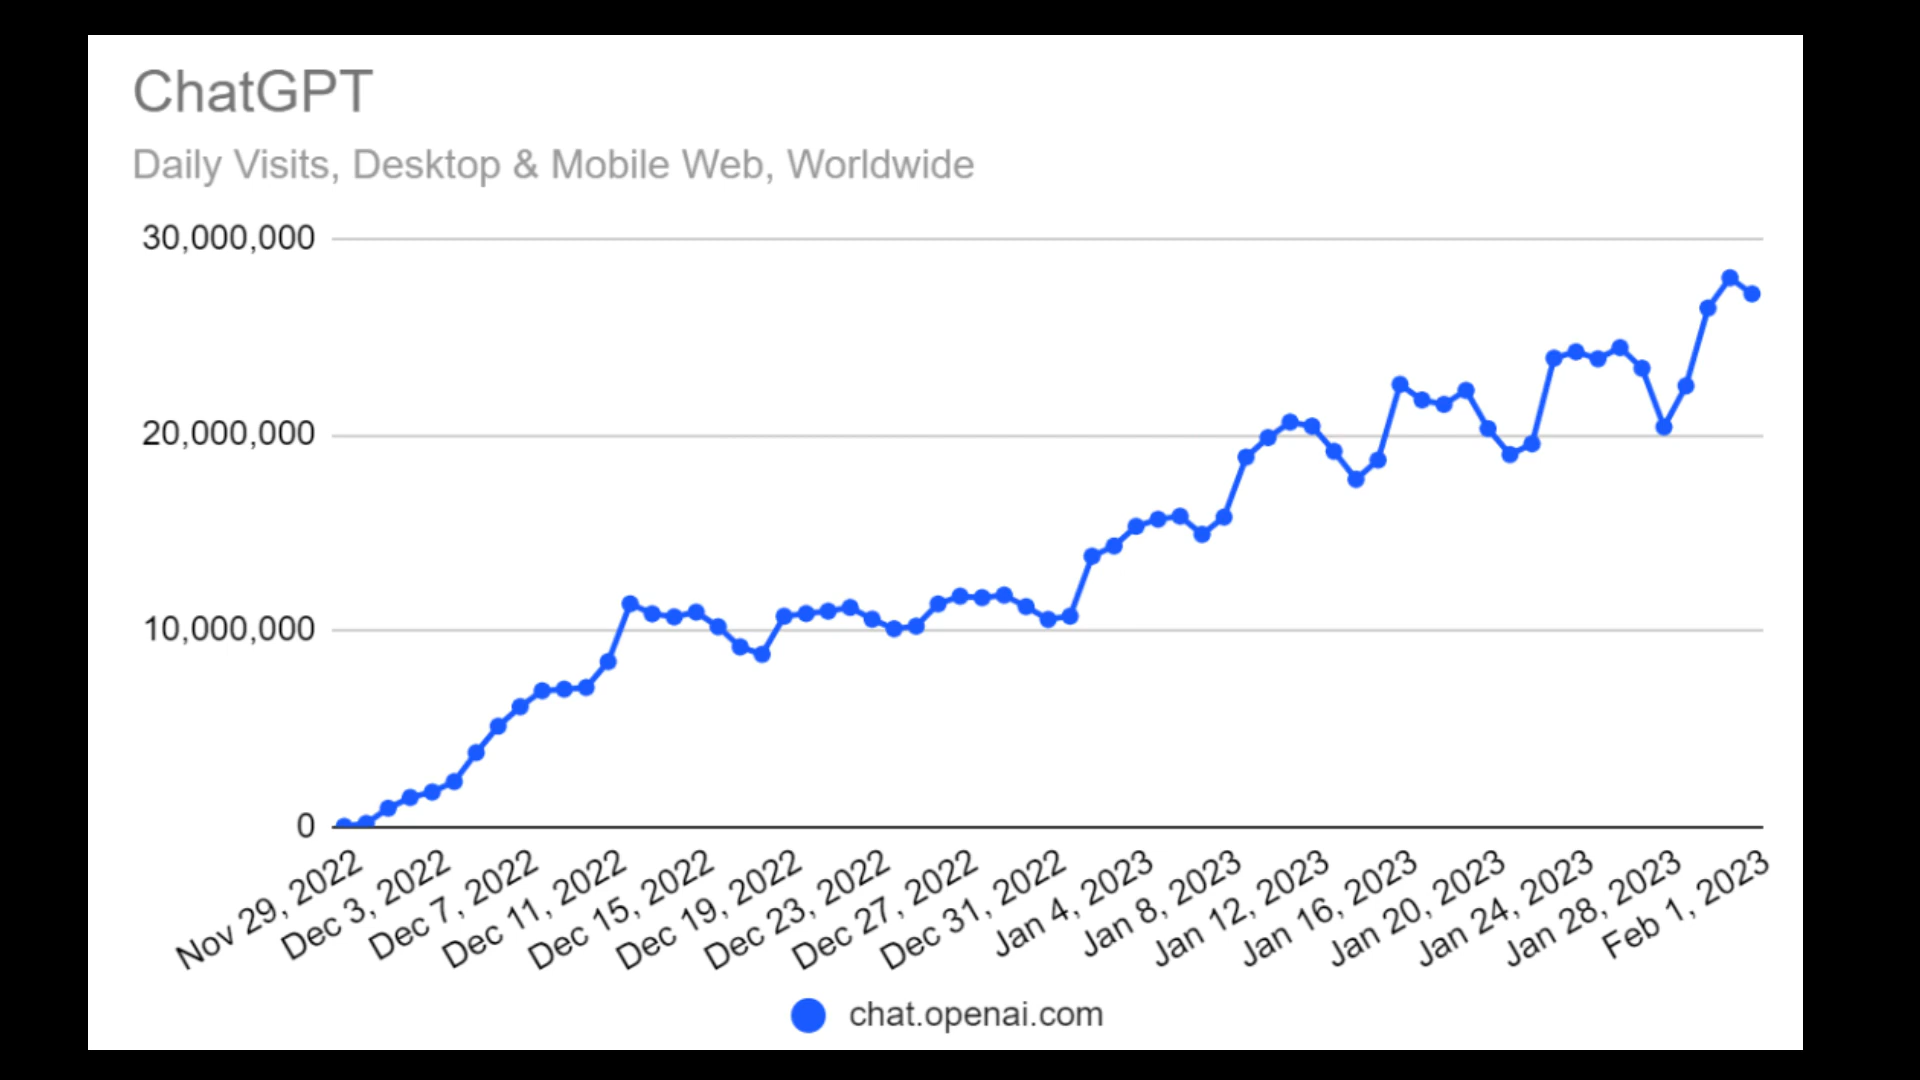 ChatGPT
Daily Visits, Desktop & Mobile Web, Worldwide
30,000,000
20,000,000
10,000,000
0
Nov 29, 2022
Dec 3, 2022
Dec 7, 2022
Dec 11, 2022
Dec 15, 2022
Dec 19, 2022
Dec 23, 2022
Dec 27, 2022
Dec 31, 2022
Jan 4, 2023
Jan 8, 2023
Jan 12, 2023
Jan 16, 2023
Jan 20, 2023
Jan 24, 2023
Jan 28, 2023
Feb 1, 2023
chat.openai.com